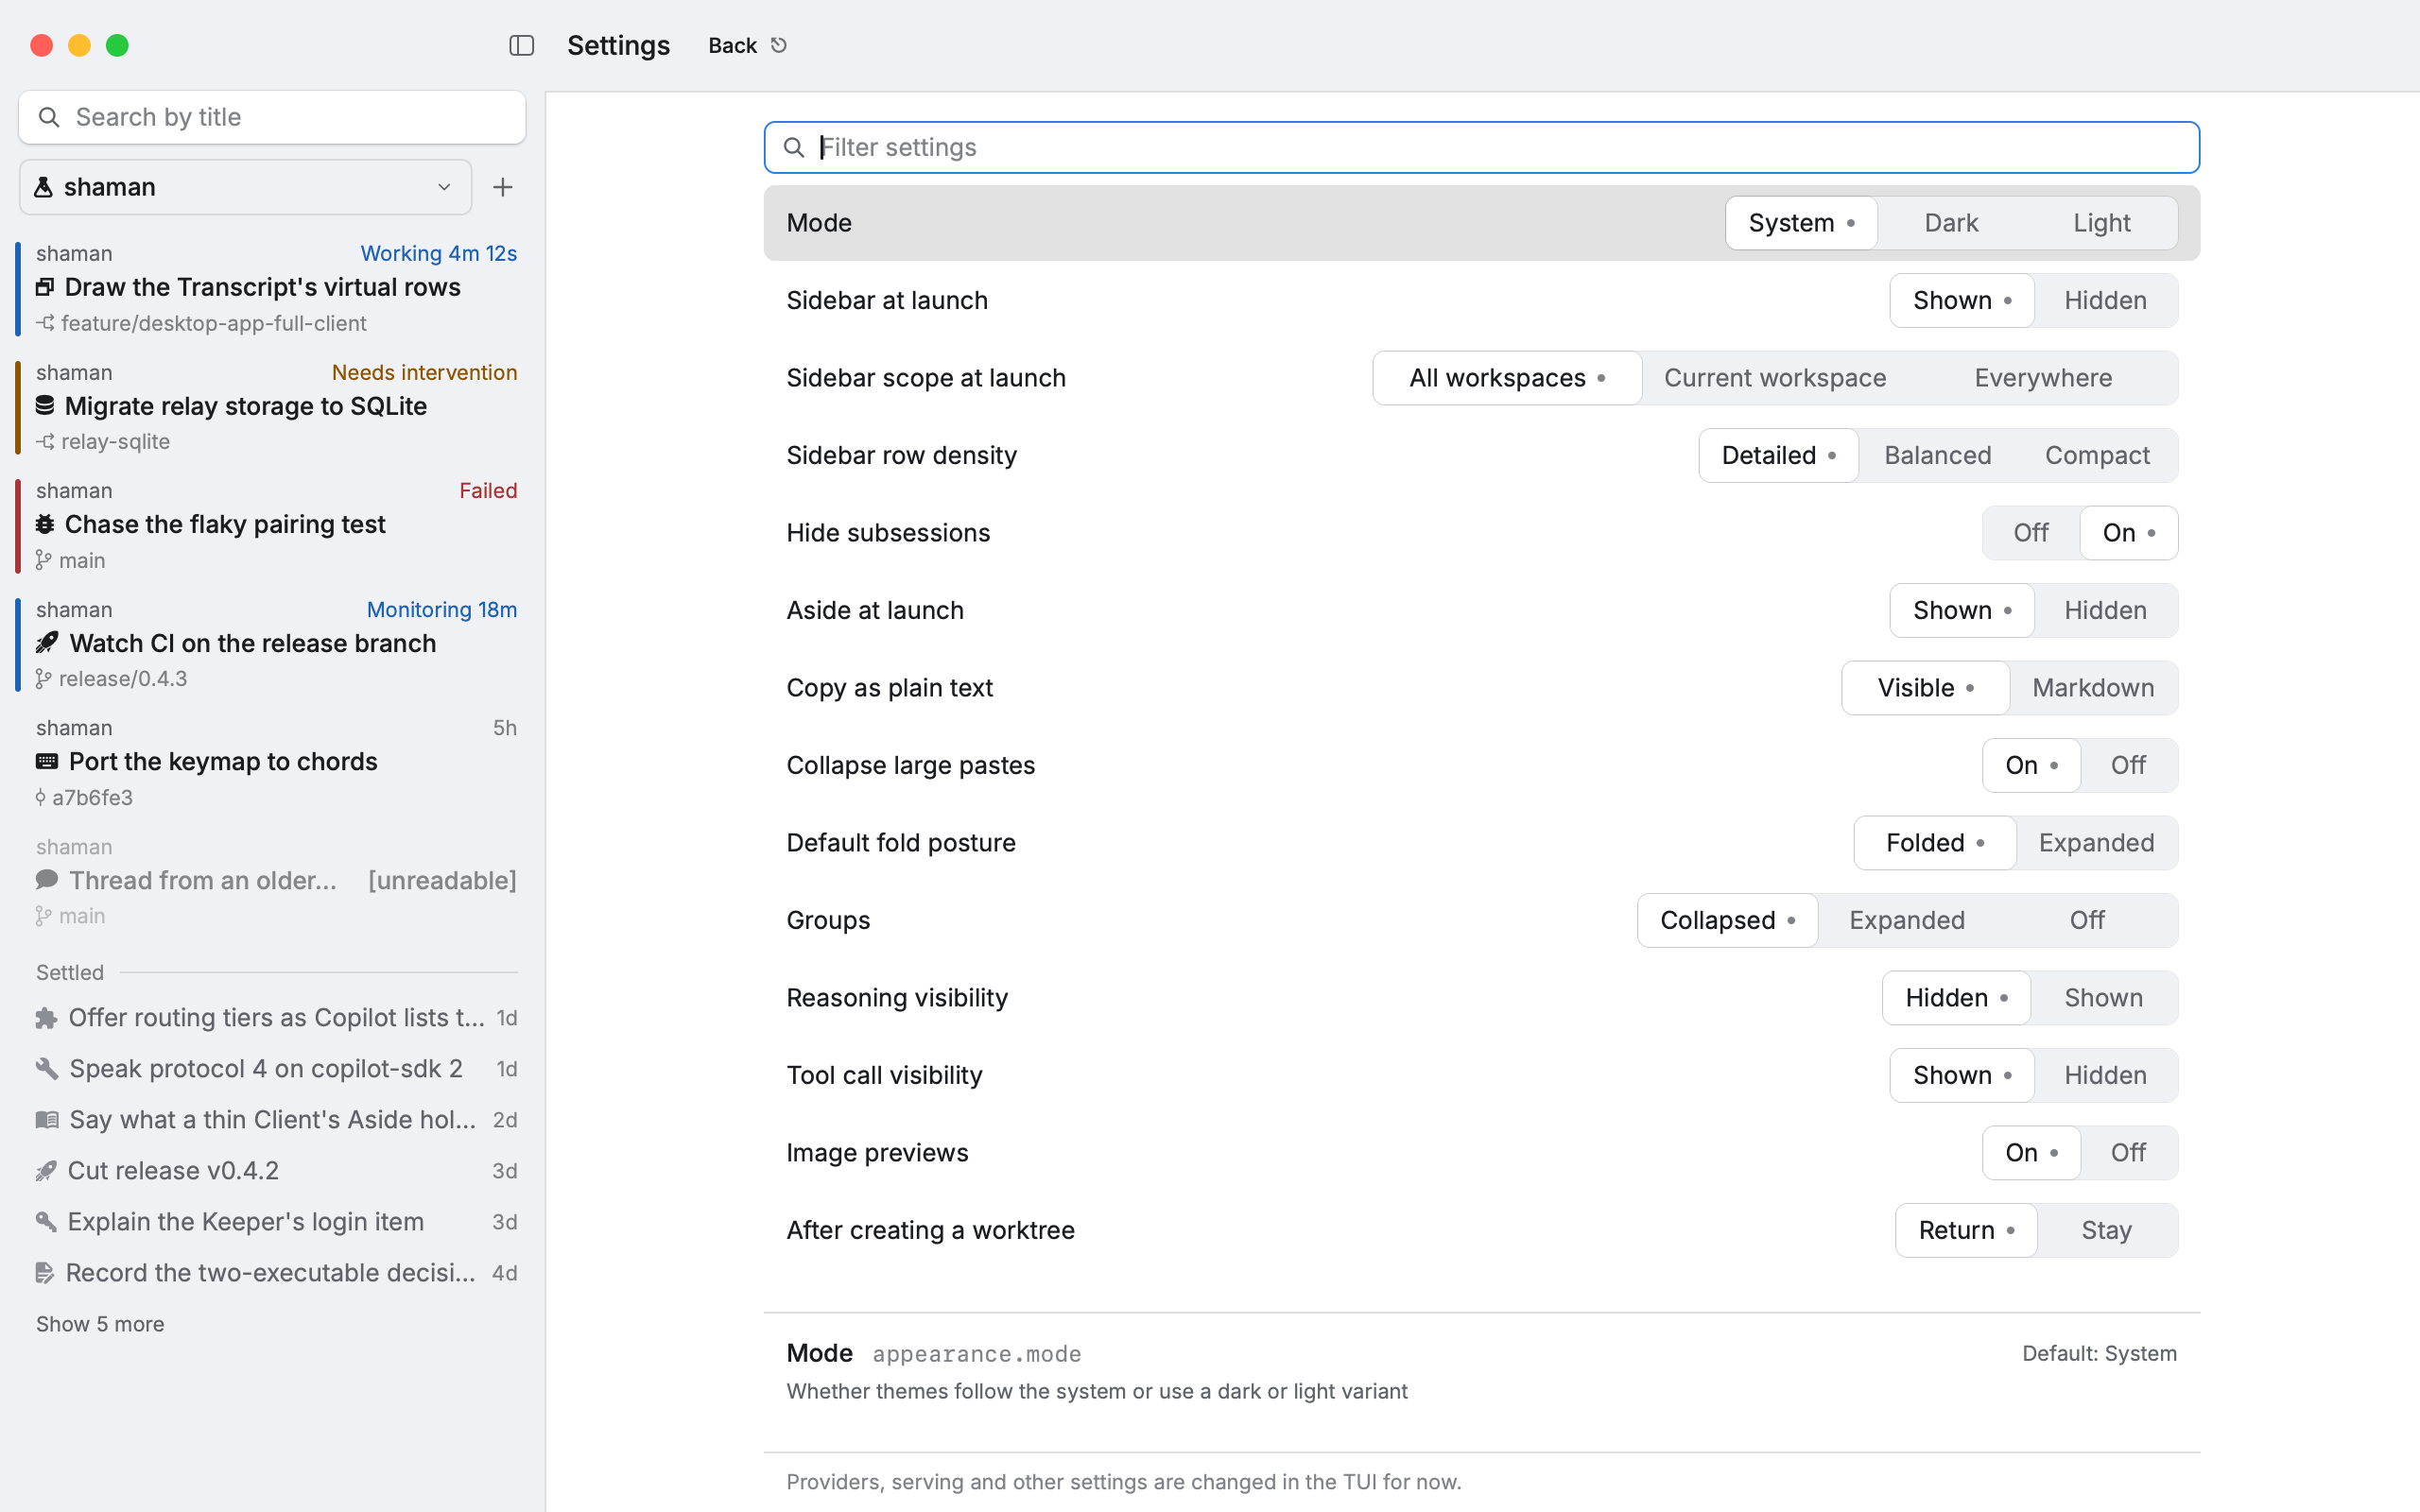 Settings Back
Search by title
shaman
shaman Working 4m 12s
Draw the Transcript's virtual rows
feature/desktop-app-full-client
shaman Needs intervention
Migrate relay storage to SQLite
relay-sqlite
shaman Failed
Chase the flaky pairing test
main
shaman Monitoring 18m
Watch CI on the release branch
release/0.4.3
shaman 5h
Port the keymap to chords
a7b6fe3
shaman
Thread from an older... [unreadable]
main
Settled
Offer routing tiers as Copilot lists t... 1d
Speak protocol 4 on copilot-sdk 2 1d
Say what a thin Client's Aside hol... 2d
Cut release v0.4.2 3d
Explain the Keeper's login item 3d
Record the two-executable decisi... 4d
Show 5 more
Filter settings
Mode System • Dark Light
Sidebar at launch Shown • Hidden
Sidebar scope at launch All workspaces • Current workspace Everywhere
Sidebar row density Detailed • Balanced Compact
Hide subsessions Off On •
Aside at launch Shown • Hidden
Copy as plain text Visible • Markdown
Collapse large pastes On • Off
Default fold posture Folded • Expanded
Groups Collapsed • Expanded Off
Reasoning visibility Hidden • Shown
Tool call visibility Shown • Hidden
Image previews On • Off
After creating a worktree Return • Stay
Mode appearance.mode Default: System
Whether themes follow the system or use a dark or light variant
Providers, serving and other settings are changed in the TUI for now.